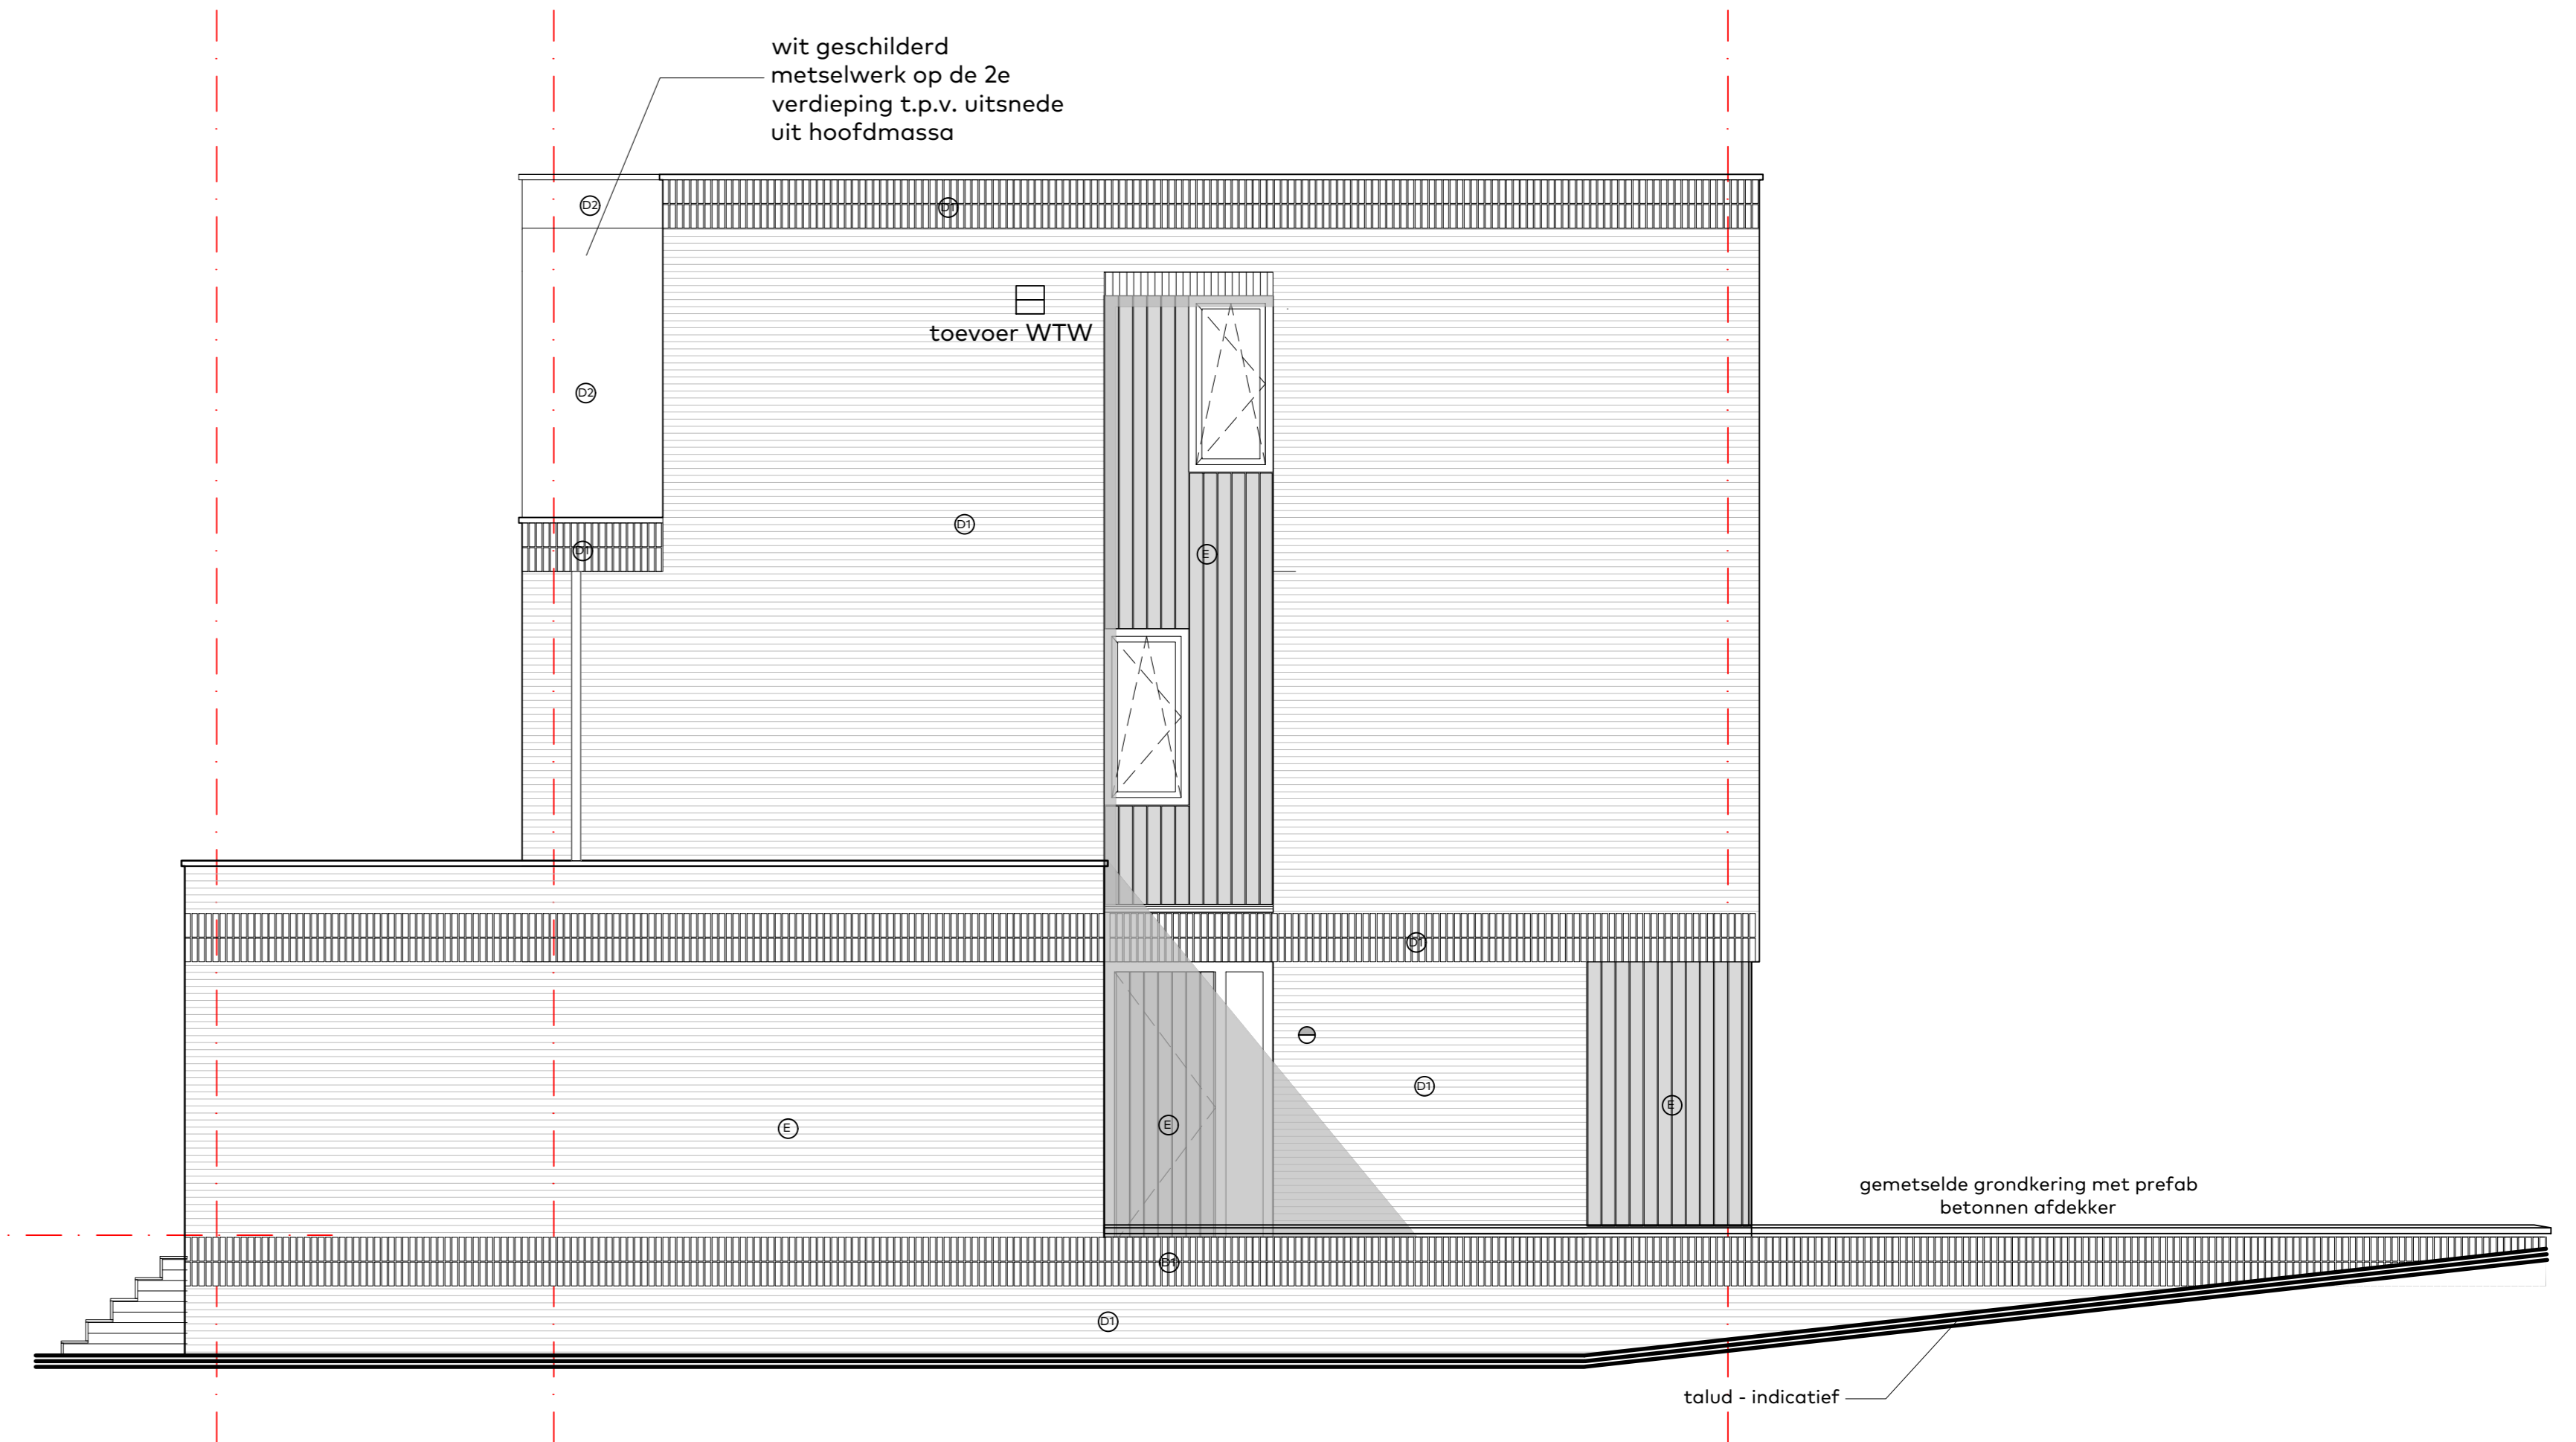 wit geschilderd
metselwerk op de 2e
verdieping t.p.v. uitsnede
uit hoofdmassa
D2
D1
toevoer WTW
D2
D1
D1
E
D1
D1
E
E
E
gemetselde grondkering met prefab
betonnen afdekker
D1
D1
talud - indicatief